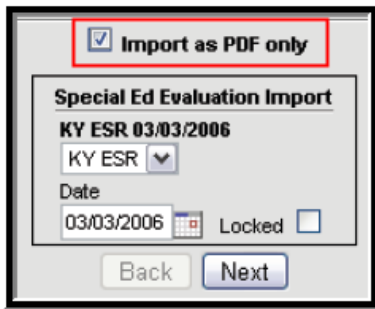 Import as PDF only
Special Ed Evaluation Import
KY ESR 03/03/2006
KY ESR
Date
03/03/2006 Locked
Back Next